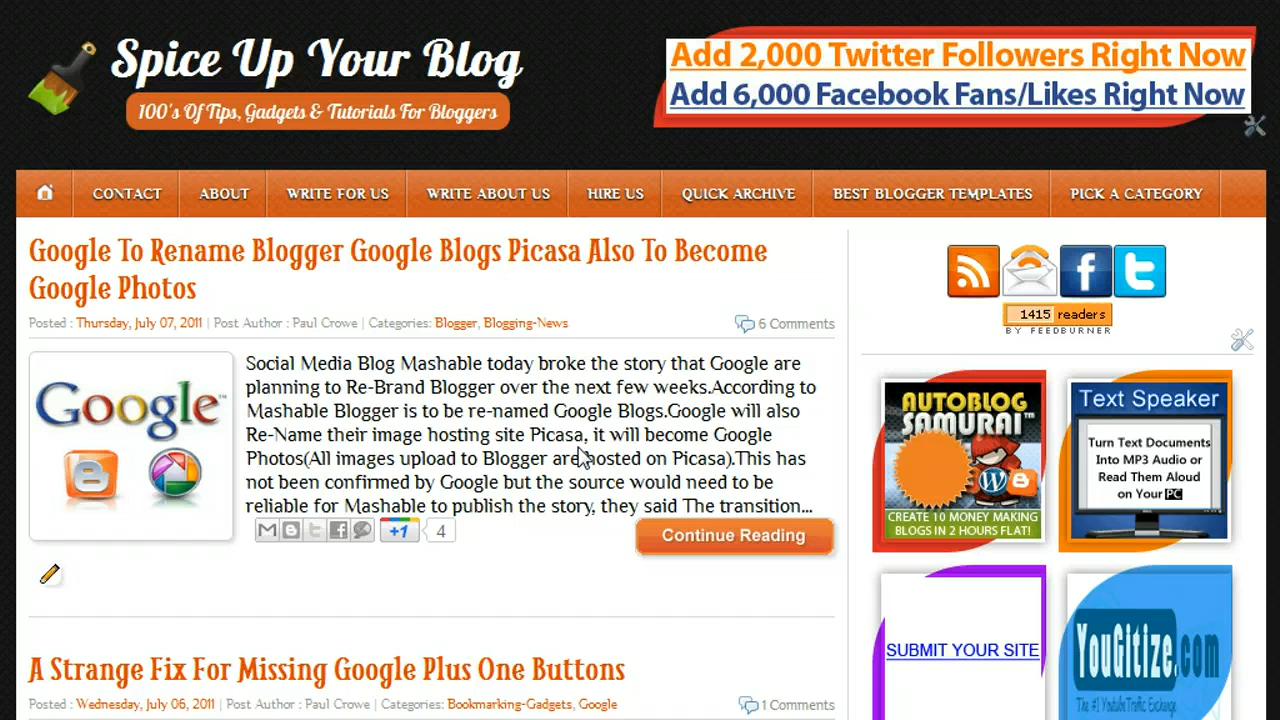 Spice Up Your Blog
100's Of Tips, Gadgets & Tutorials For Bloggers
Add 2,000 Twitter Followers Right Now
Add 6,000 Facebook Fans/Likes Right Now
CONTACT ABOUT WRITE FOR US WRITE ABOUT US HIRE US QUICK ARCHIVE BEST BLOGGER TEMPLATES PICK A CATEGORY
Google To Rename Blogger Google Blogs Picasa Also To Become
Google Photos
Posted : Thursday, July 07, 2011 | Post Author : Paul Crowe | Categories: Blogger, Blogging-News
6 Comments
Google™
Social Media Blog Mashable today broke the story that Google are
planning to Re-Brand Blogger over the next few weeks.According to
Mashable Blogger is to be re-named Google Blogs.Google will also
Re-Name their image hosting site Picasa, it will become Google
Photos(All images upload to Blogger are hosted on Picasa).This has
not been confirmed by Google but the source would need to be
reliable for Mashable to publish the story, they said The transition...
+1 4
Continue Reading
A Strange Fix For Missing Google Plus One Buttons
Posted : Wednesday, July 06, 2011 | Post Author : Paul Crowe | Categories: Bookmarking-Gadgets, Google
1 Comments
1415 readers
BY FEEDBURNER
AUTOBLOG
SAMURAI™
CREATE 10 MONEY MAKING
BLOGS IN 2 HOURS FLAT!
Text Speaker
Turn Text Documents
Into MP3 Audio or
Read Them Aloud
on Your PC
SUBMIT YOUR SITE
YouGitize.com
The #1 Youtube Traffic Exchange